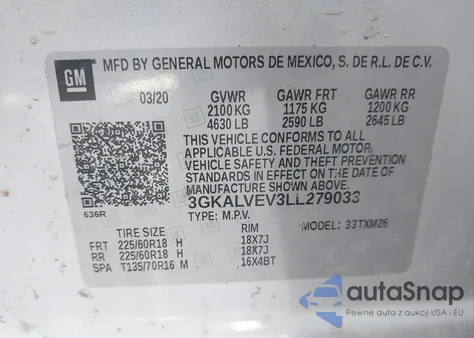 GM
MFD BY GENERAL MOTORS DE MEXICO, S. DE R.L. DE C.V.
03/20 GVWR GAWR FRT GAWR RR
2100 KG 1175 KG 1200 KG
4630 LB 2590 LB 2645 LB
THIS VEHICLE CONFORMS TO ALL
APPLICABLE U.S. FEDERAL MOTOR
VEHICLE SAFETY AND THEFT PREVENTION
STANDARDS IN EFFECT ON THE DATE OF
MANUFACTURE SHOWN ABOVE.
636R
3GKALVEV3LL279033
TYPE: M.P.V. MODEL: 33TXM26
TIRE SIZE RIM
FRT 225/60R18 H 18X7J
RR 225/60R18 H 18X7J
SPA T135/70R16 M 16X4BT
autoSnap
Pewne auta z aukcji USA i EU